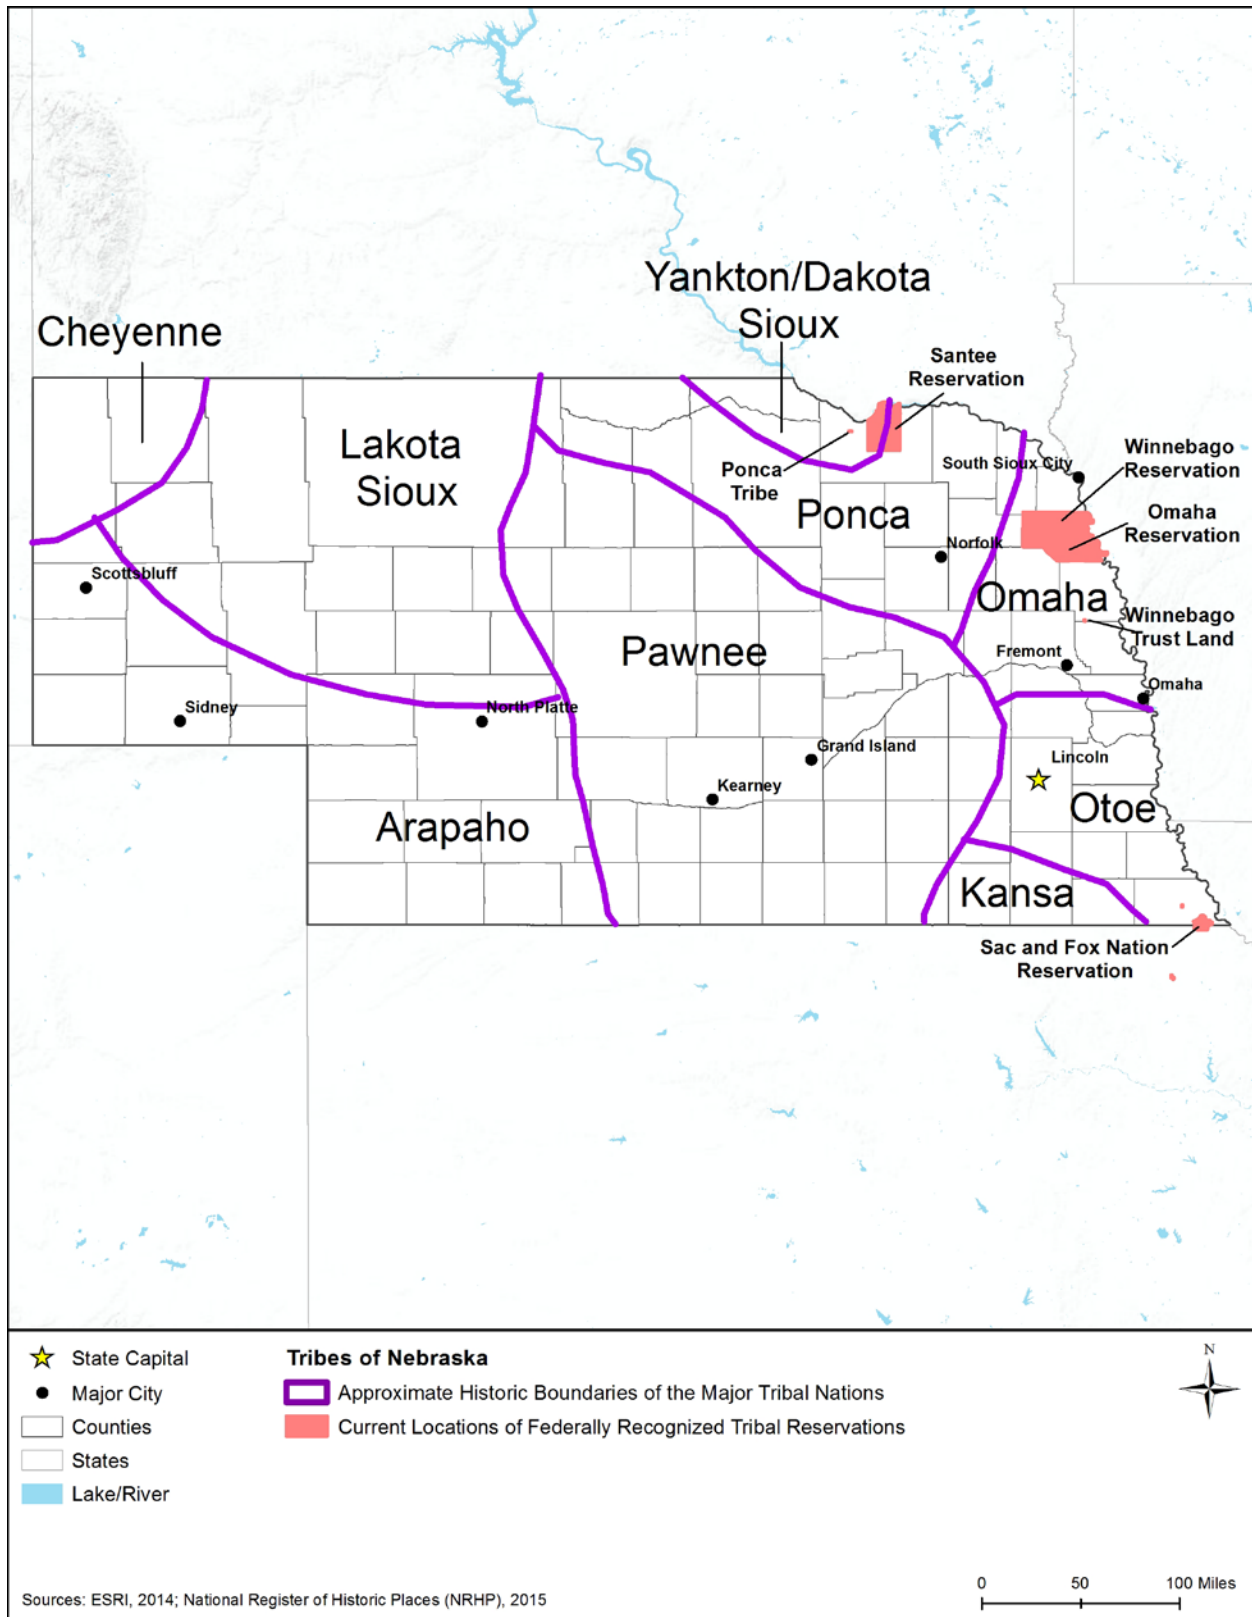 Yankton/Dakota
Sioux
Cheyenne
Santee
Reservation
Lakota
Sioux
Winnebago
Reservation
South Sioux City
Ponca
Tribe
Ponca
Omaha
Reservation
Norfolk
Scottsbluff
Omaha
Winnebago
Trust Land
Pawnee
Fremont
Omaha
Sidney
North Platte
Grand Island
Lincoln
Kearney
Otoe
Arapaho
Kansa
Sac and Fox Nation
Reservation
State Capital
Major City
Counties
States
Lake/River
Tribes of Nebraska
Approximate Historic Boundaries of the Major Tribal Nations
Current Locations of Federally Recognized Tribal Reservations
N
Sources: ESRI, 2014; National Register of Historic Places (NRHP), 2015
0 50 100 Miles